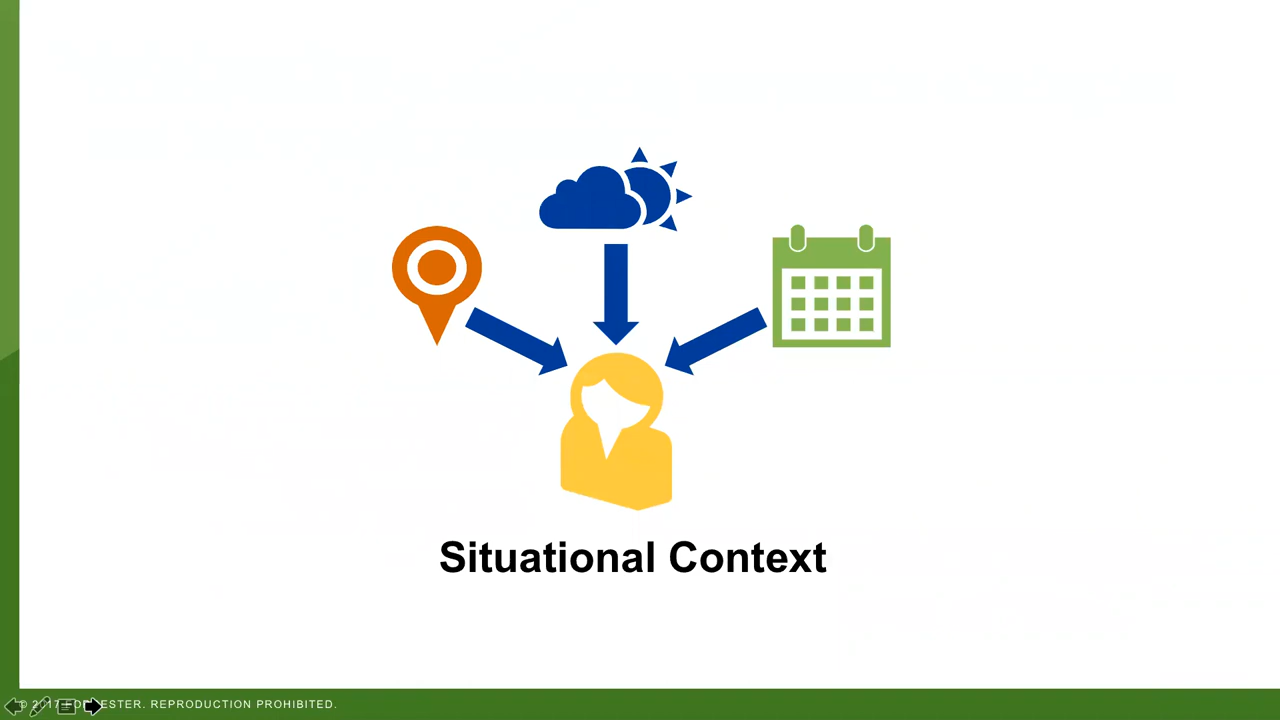 Situational Context
© 2017 FORRESTER. REPRODUCTION PROHIBITED.